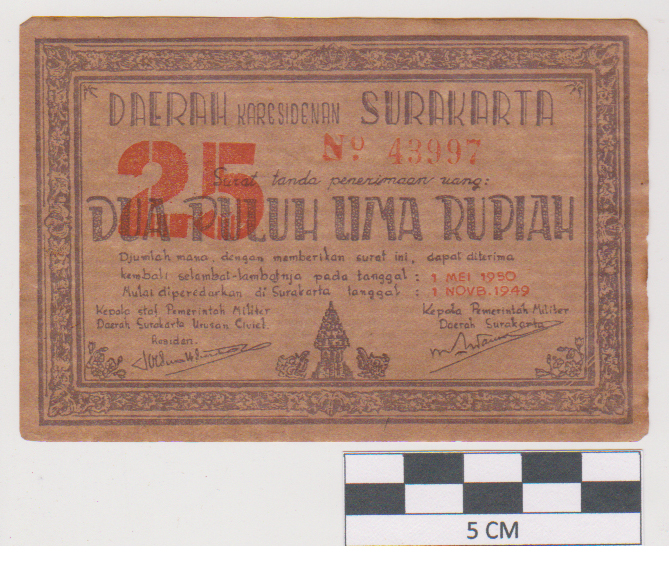 DAERAH KARESIDENAN SURAKARTA
Nº 43997
25
Surat tanda penerimaan uang:
DUA PULUH LIMA RUPIAH
Djumlah mana, dengan memberikan surat ini, dapat diterima
kembali selambat-lambatnja pada tanggal : 1 MEI 1950
Mulai diperedarkan di Surakarta tanggal : 1 NOVB. 1949
Kepala staf Pemerintah Militer
Daerah Surakarta Urusan Civiel.
Residen.
Kepala Pemerintah Militer
Daerah Surakarta
5 CM